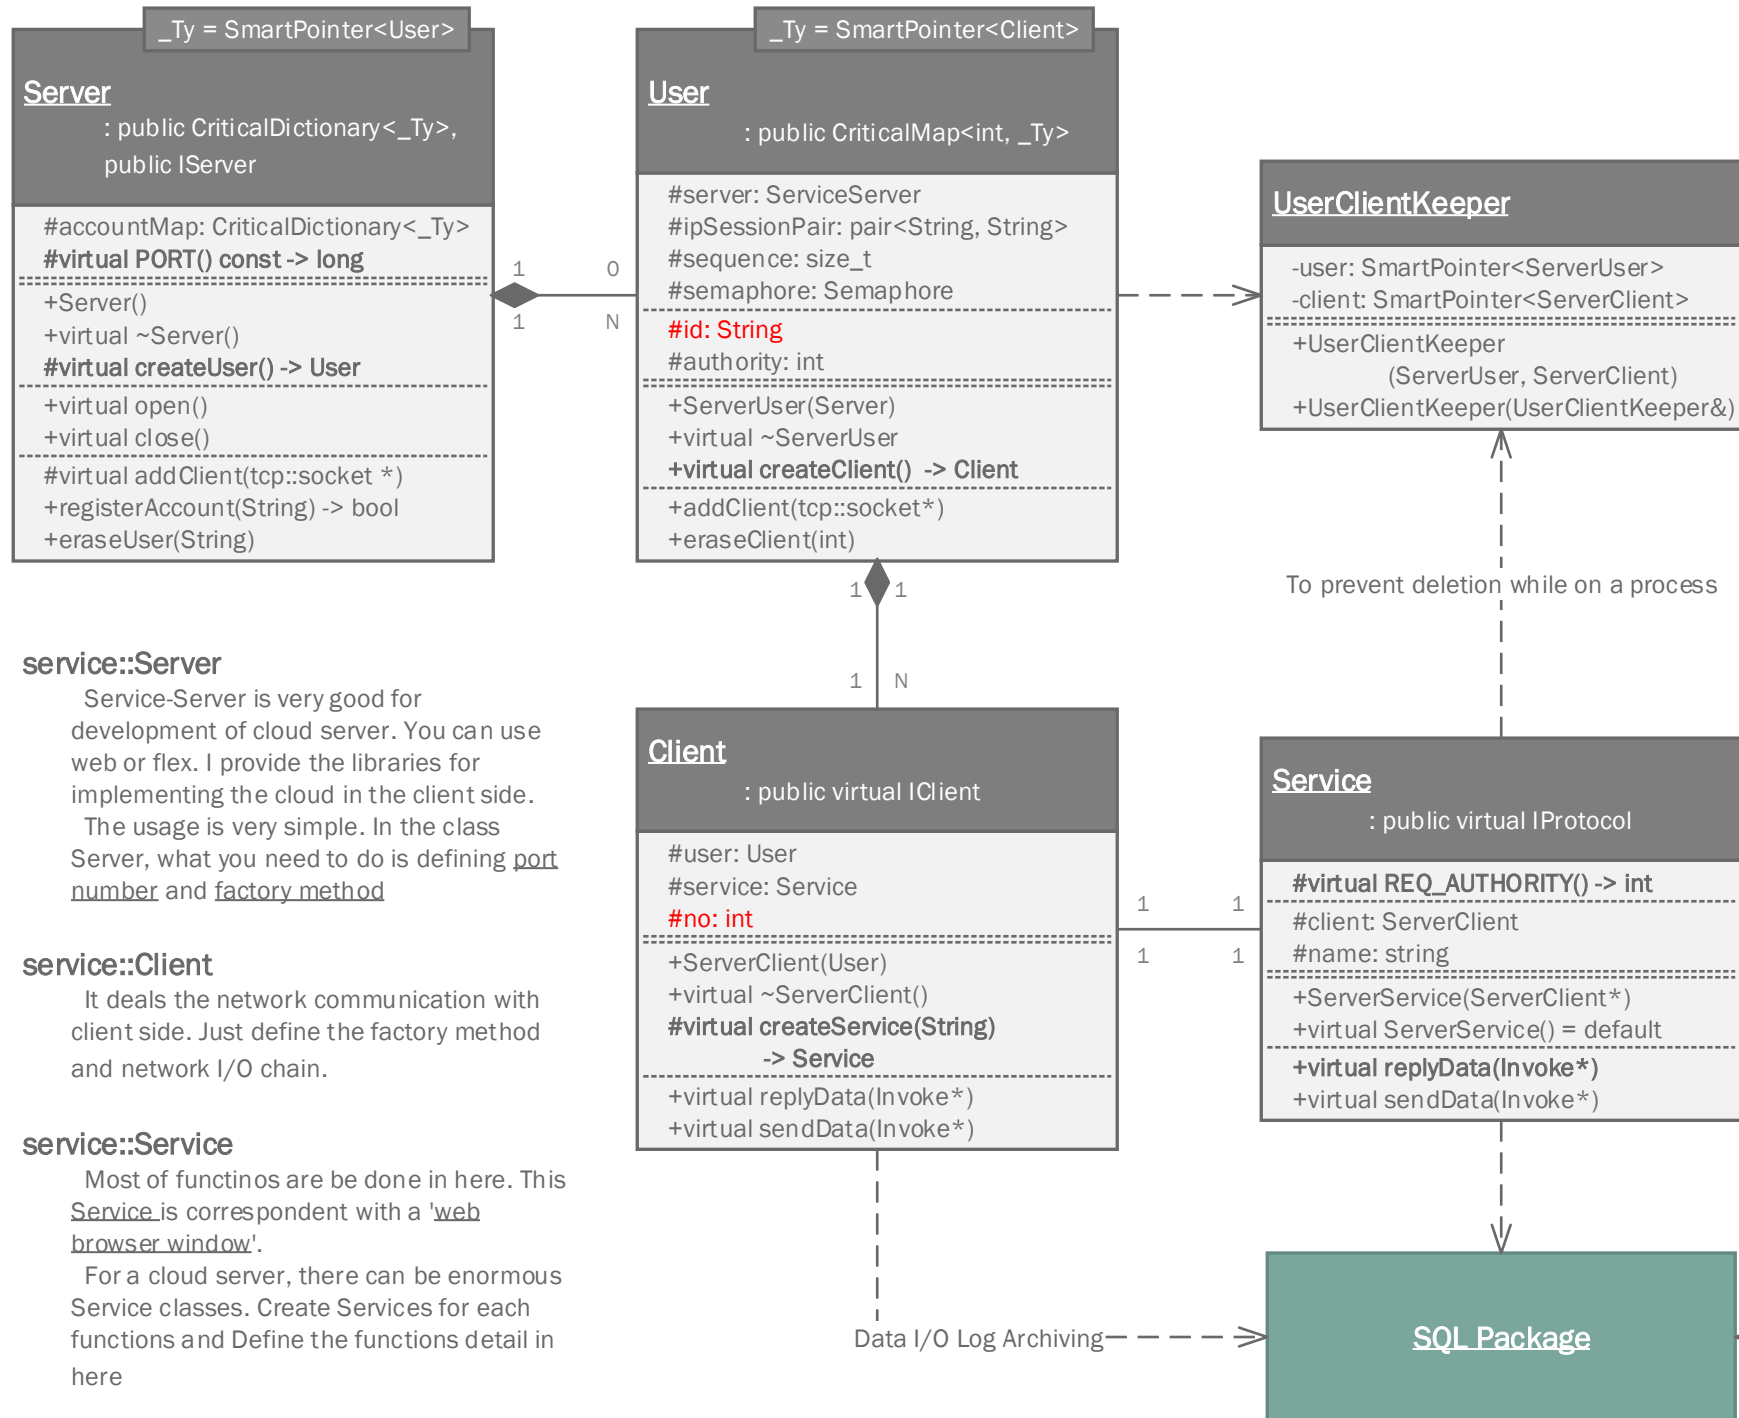 _Ty = SmartPointer<User>
Server
: public CriticalDictionary<_Ty>,
public IServer
#accountMap: CriticalDictionary<_Ty>
#virtual PORT() const -> long
+Server()
+virtual ~Server()
#virtual createUser() -> User
+virtual open()
+virtual close()
#virtual addClient(tcp::socket *)
+registerAccount(String) -> bool
+eraseUser(String)
1
1
0
N
_Ty = SmartPointer<Client>
User
: public CriticalMap<int, _Ty>
#server: ServiceServer
#ipSessionPair: pair<String, String>
#sequence: size_t
#semaphore: Semaphore
#id: String
#authority: int
+ServerUser(Server)
+virtual ~ServerUser
+virtual createClient() -> Client
+addClient(tcp::socket*)
+eraseClient(int)
UserClientKeeper
-user: SmartPointer<ServerUser>
-client: SmartPointer<ServerClient>
+UserClientKeeper
(ServerUser, ServerClient)
+UserClientKeeper(UserClientKeeper&)
To prevent deletion while on a process
1 1
1 N
service::Server
Service-Server is very good for
development of cloud server. You can use
web or flex. I provide the libraries for
implementing the cloud in the client side.
The usage is very simple. In the class
Server, what you need to do is defining port
number and factory method
service::Client
It deals the network communication with
client side. Just define the factory method
and network I/O chain.
service::Service
Most of functinos are be done in here. This
Service is correspondent with a 'web
browser window'.
For a cloud server, there can be enormous
Service classes. Create Services for each
functions and Define the functions detail in
here
Client
: public virtual IClient
#user: User
#service: Service
#no: int
+ServerClient(User)
+virtual ~ServerClient()
#virtual createService(String)
-> Service
+virtual replyData(Invoke*)
+virtual sendData(Invoke*)
1 1
1 1
Service
: public virtual IProtocol
#virtual REQ_AUTHORITY() -> int
#client: ServerClient
#name: string
+ServerService(ServerClient*)
+virtual ServerService() = default
+virtual replyData(Invoke*)
+virtual sendData(Invoke*)
Data I/O Log Archiving
SQL Package